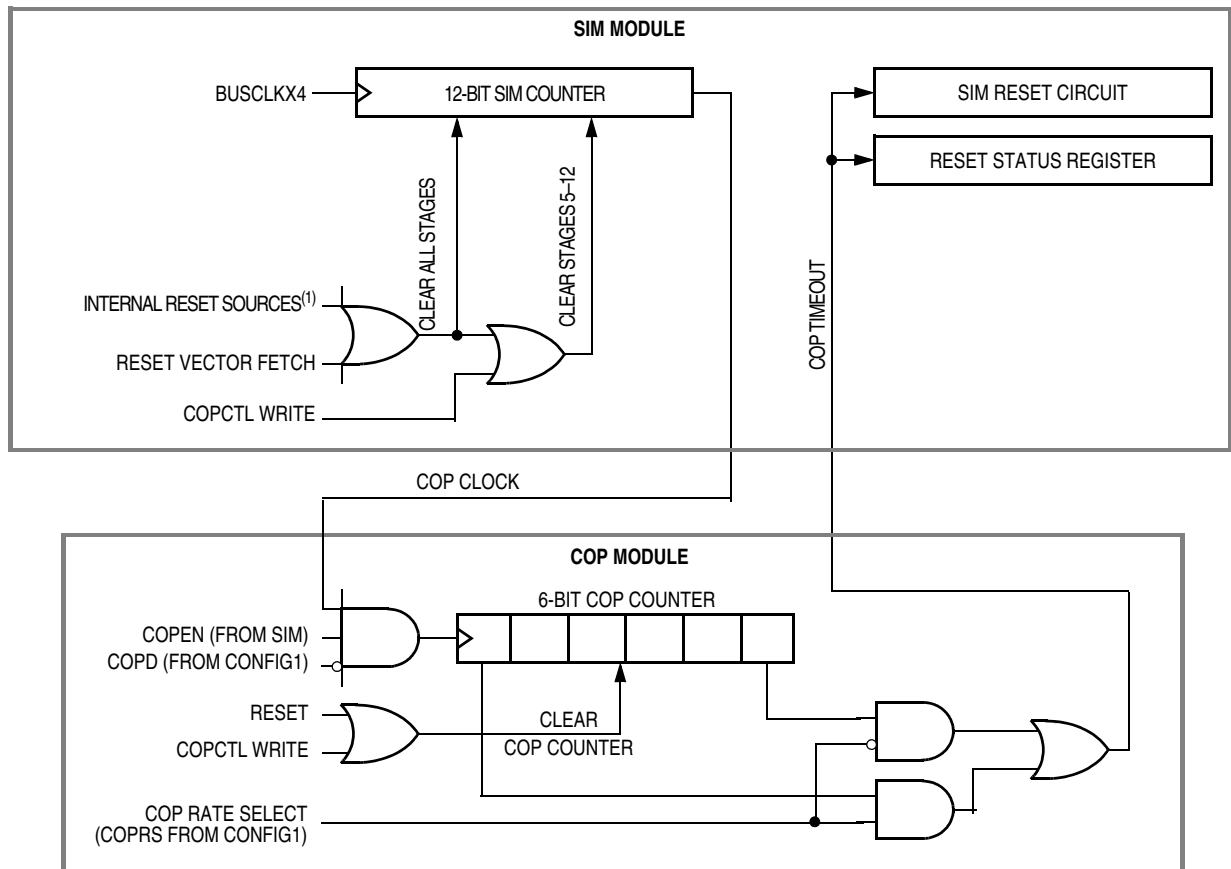 SIM MODULE
BUSCLKX4
12-BIT SIM COUNTER
SIM RESET CIRCUIT
RESET STATUS REGISTER
CLEAR ALL STAGES
CLEAR STAGES 5–12
COP TIMEOUT
INTERNAL RESET SOURCES(1)
RESET VECTOR FETCH
COPCTL WRITE
COP CLOCK
COP MODULE
6-BIT COP COUNTER
COPEN (FROM SIM)
COPD (FROM CONFIG1)
RESET
COPCTL WRITE
CLEAR
COP COUNTER
COP RATE SELECT
(COPRS FROM CONFIG1)